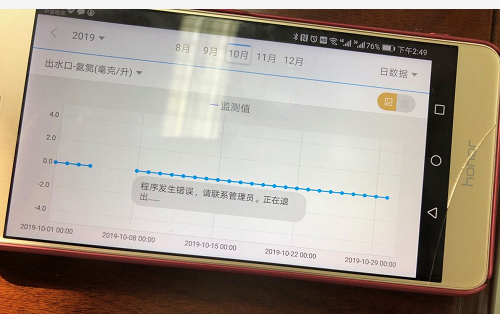 76% 下午2:49
2019
8月 9月 10月 11月 12月
出水口-氨氮(毫克/升)
日数据
监测值
4.0
2.0
0.0
-2.0
-4.0
程序发生错误，请联系管理员。正在退
出......
2019-10-01 00:00
2019-10-08 00:00
2019-10-15 00:00
2019-10-22 00:00
2019-10-29 00:00
honor